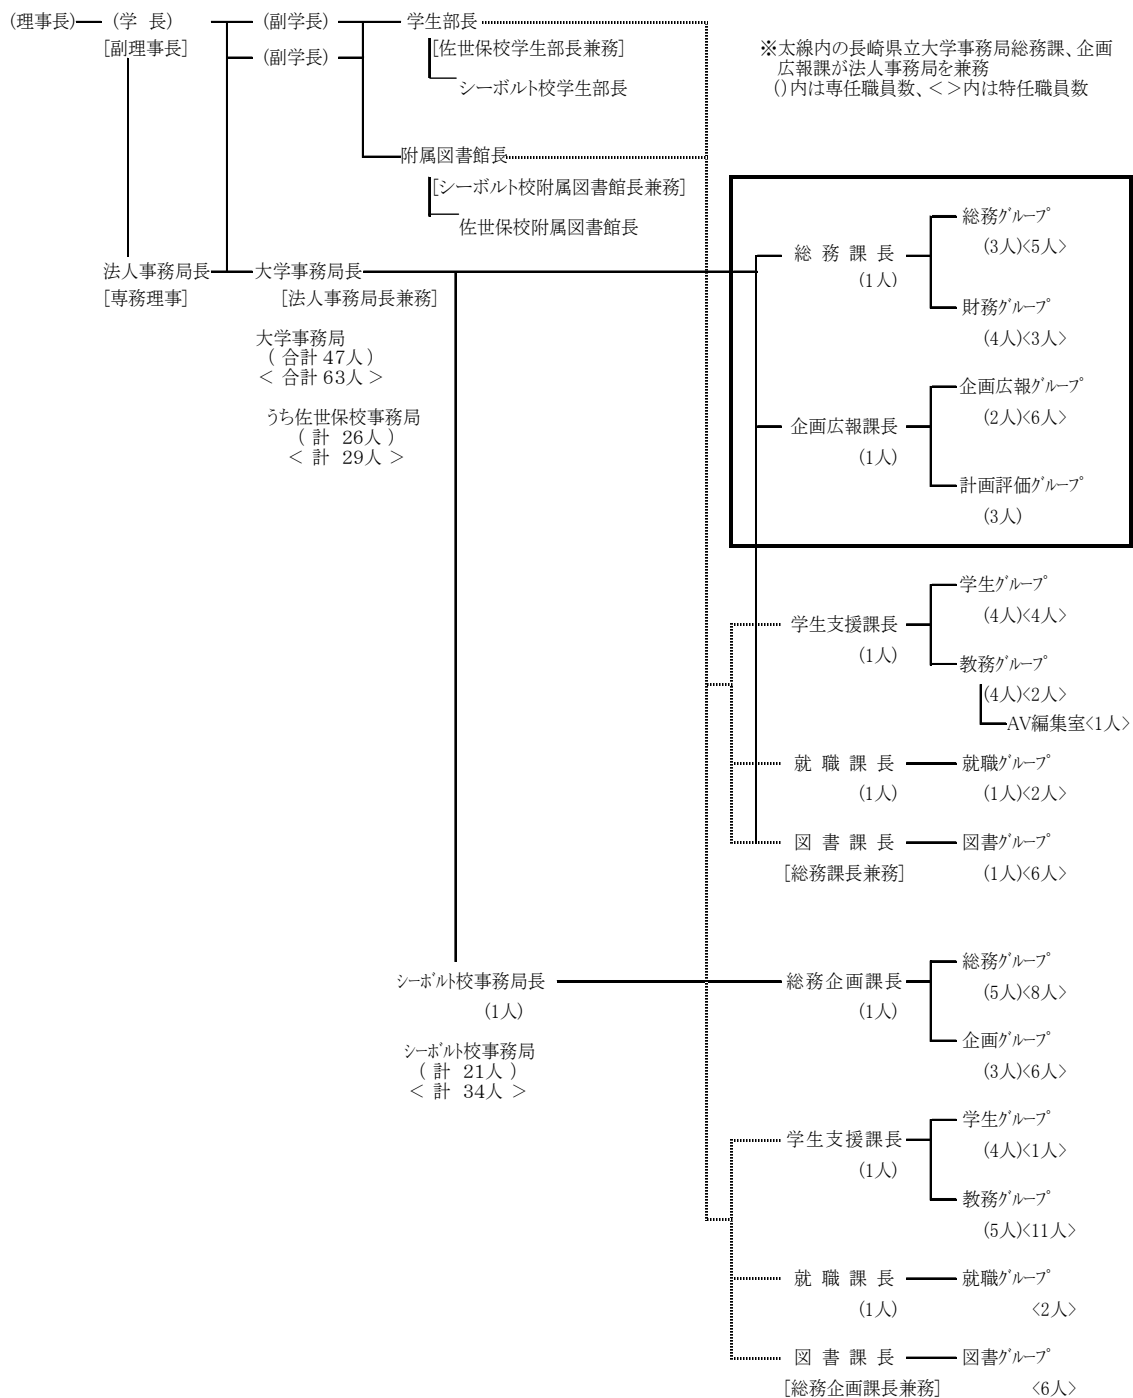 (理事長) (学 長) (副学長) 学生部長
[副理事長] [佐世保校学生部長兼務]
(副学長)
シーボルト校学生部長
※太線内の長崎県立大学事務局総務課、企画
広報課が法人事務局を兼務
()内は専任職員数、< >内は特任職員数
附属図書館長
[シーボルト校附属図書館長兼務]
佐世保校附属図書館長
法人事務局長 大学事務局長
[専務理事] [法人事務局長兼務]
大学事務局
( 合計 47人 )
< 合計 63人 >
うち佐世保校事務局
( 計 26人 )
< 計 29人 >
総 務 課 長
(1人)
総務グループ
(3人)<5人>
財務グループ
(4人)<3人>
企画広報課長
(1人)
企画広報グループ
(2人)<6人>
計画評価グループ
(3人)
学生支援課長
(1人)
学生グループ
(4人)<4人>
教務グループ
(4人)<2人>
AV編集室<1人>
就 職 課 長 就職グループ
(1人) (1人)<2人>
図 書 課 長 図書グループ
[総務課長兼務] (1人)<6人>
シーボルト校事務局長
(1人)
シーボルト校事務局
( 計 21人 )
< 計 34人 >
総務企画課長
(1人)
総務グループ
(5人)<8人>
企画グループ
(3人)<6人>
学生支援課長
(1人)
学生グループ
(4人)<1人>
教務グループ
(5人)<11人>
就 職 課 長 就職グループ
(1人) <2人>
図 書 課 長 図書グループ
[総務企画課長兼務] <6人>